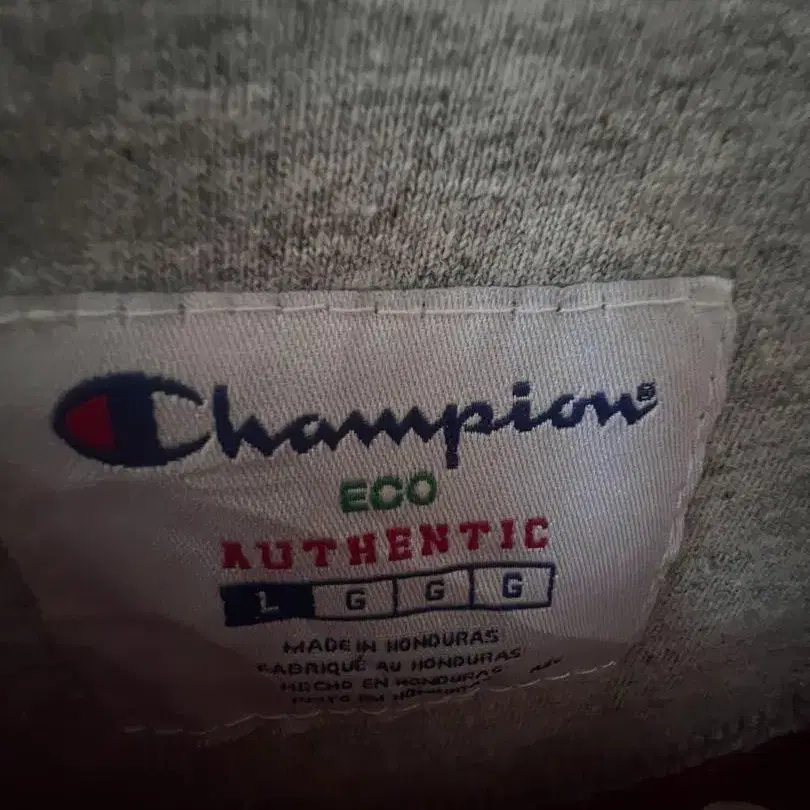 Champion®
ECO
AUTHENTIC
L G G G
MADE IN HONDURAS
FABRIQUÉ AU HONDURAS
HECHO EN HONDURAS